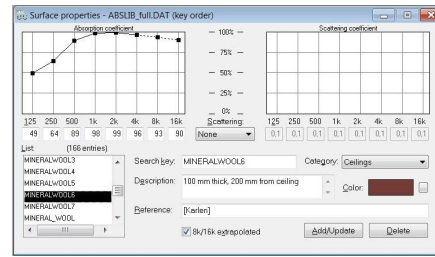 Surface properties - ABSLIB_full.DAT (key order)
Absorption coefficient
Scattering coefficient
100%
75%
50%
25%
0%
125 250 500 1k 2k 4k 8k 16k
Scattering:
125 250 500 1k 2k 4k 8k 16k
49 64 89 98 99 96 93 90
None
0,1 0,1 0,1 0,1 0,1 0,1 0,1 0,1
List: (166 entries)
MINERALWOOL3
MINERALWOOL4
MINERALWOOL5
MINERALWOOL6
MINERALWOOL7
MINERAL_WOOL
Search key: MINERALWOOL6
Category: Ceilings
Description: 100 mm thick, 200 mm from ceiling
Color:
Reference: [Karlen]
8k/16k extrapolated
Add/Update
Delete